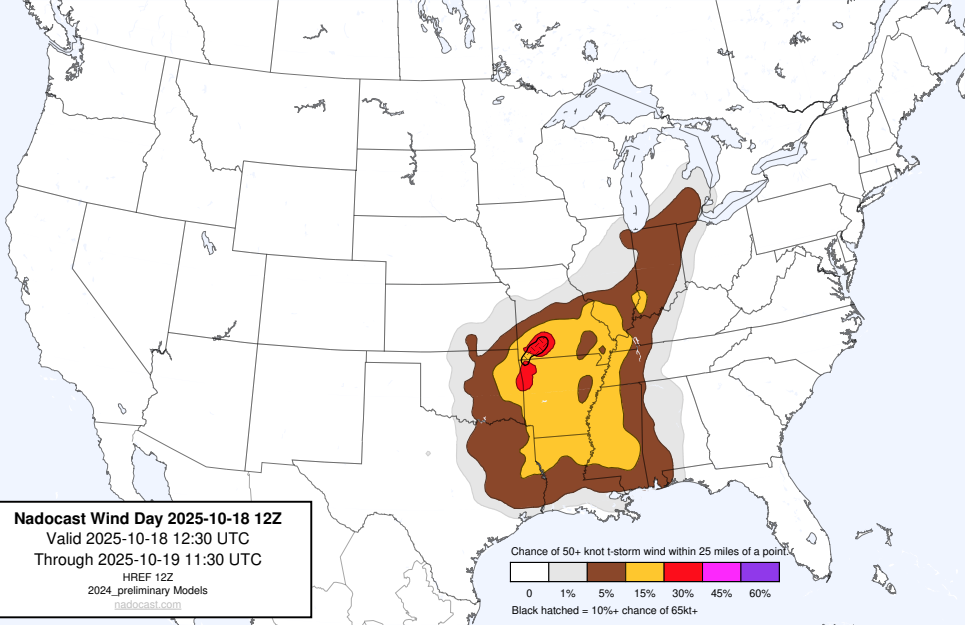 Nadocast Wind Day 2025-10-18 12Z
Valid 2025-10-18 12:30 UTC
Through 2025-10-19 11:30 UTC
HREF 12Z
2024_preliminary Models
nadocast.com
Chance of 50+ knot t-storm wind within 25 miles of a point.
0 1% 5% 15% 30% 45% 60%
Black hatched = 10%+ chance of 65kt+